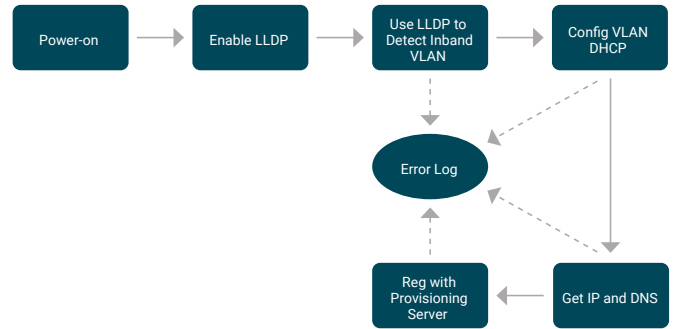 Power-on
Enable LLDP
Use LLDP to
Detect Inband
VLAN
Config VLAN
DHCP
Error Log
Reg with
Provisioning
Server
Get IP and DNS